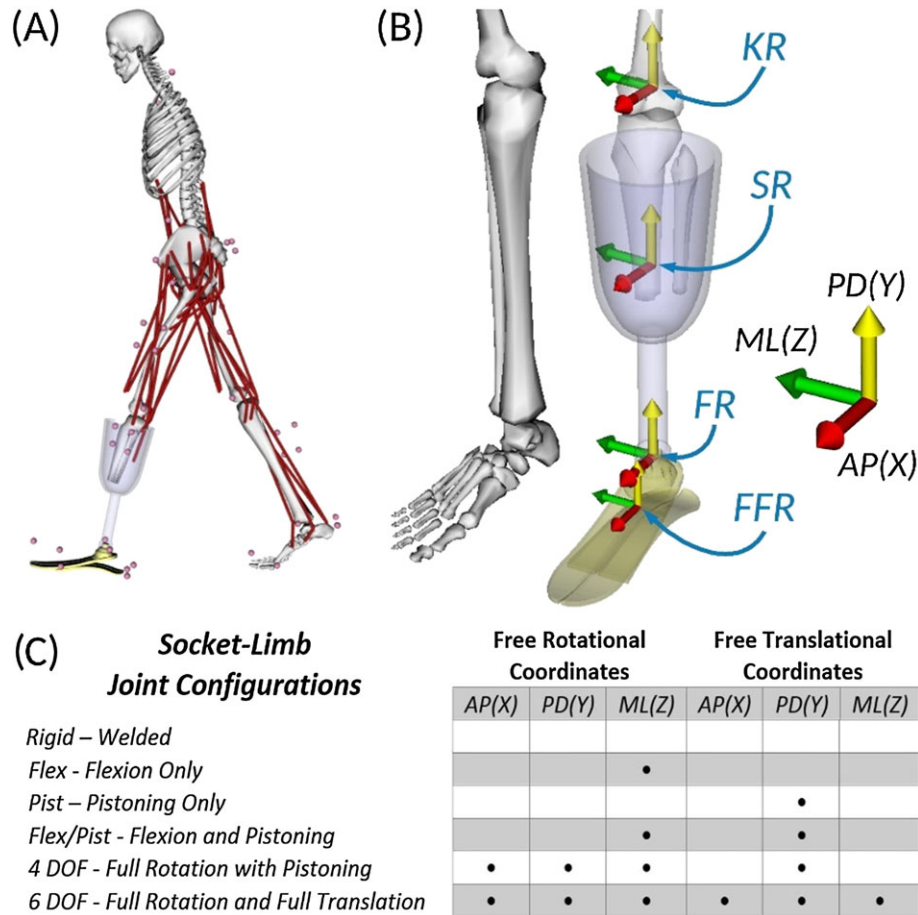 (A)
(B)
KR
SR
FR
FFR
PD(Y)
ML(Z)
AP(X)
(C)
Socket-Limb
Joint Configurations
Free Rotational
Coordinates
Free Translational
Coordinates
AP(X) PD(Y) ML(Z) AP(X) PD(Y) ML(Z)
Rigid – Welded
Flex - Flexion Only •
Pist – Pistoning Only •
Flex/Pist - Flexion and Pistoning • •
4 DOF - Full Rotation with Pistoning • • • •
6 DOF - Full Rotation and Full Translation • • • • • •